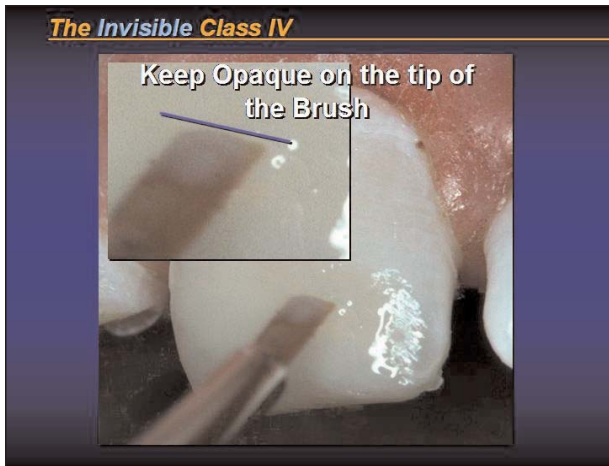 The Invisible Class IV
Keep Opaque on the tip of
the Brush